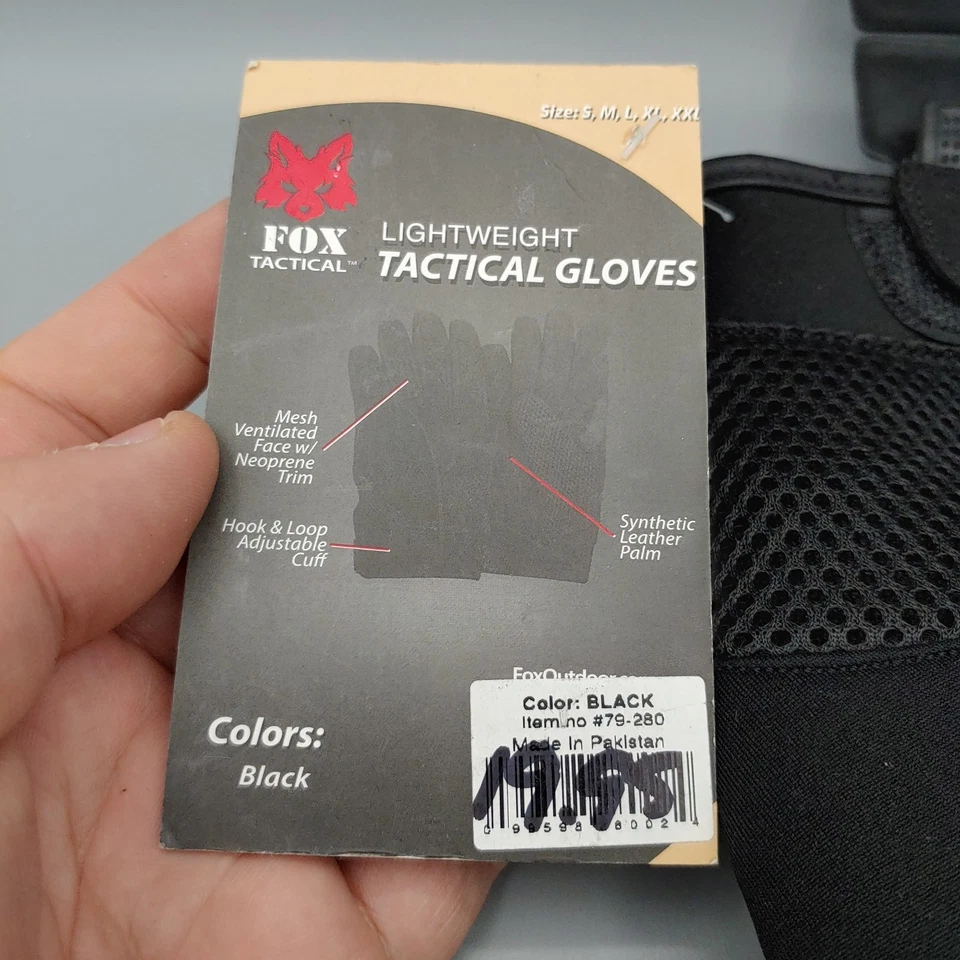 Size: S, M, L, XL, XXL
FOX
TACTICAL™
LIGHTWEIGHT
TACTICAL GLOVES
Mesh
Ventilated
Face w/
Neoprene
Trim
Hook & Loop
Adjustable
Cuff
Synthetic
Leather
Palm
Colors:
Black
Color: BLACK
Item no #79-280
Made In Pakistan
19.95